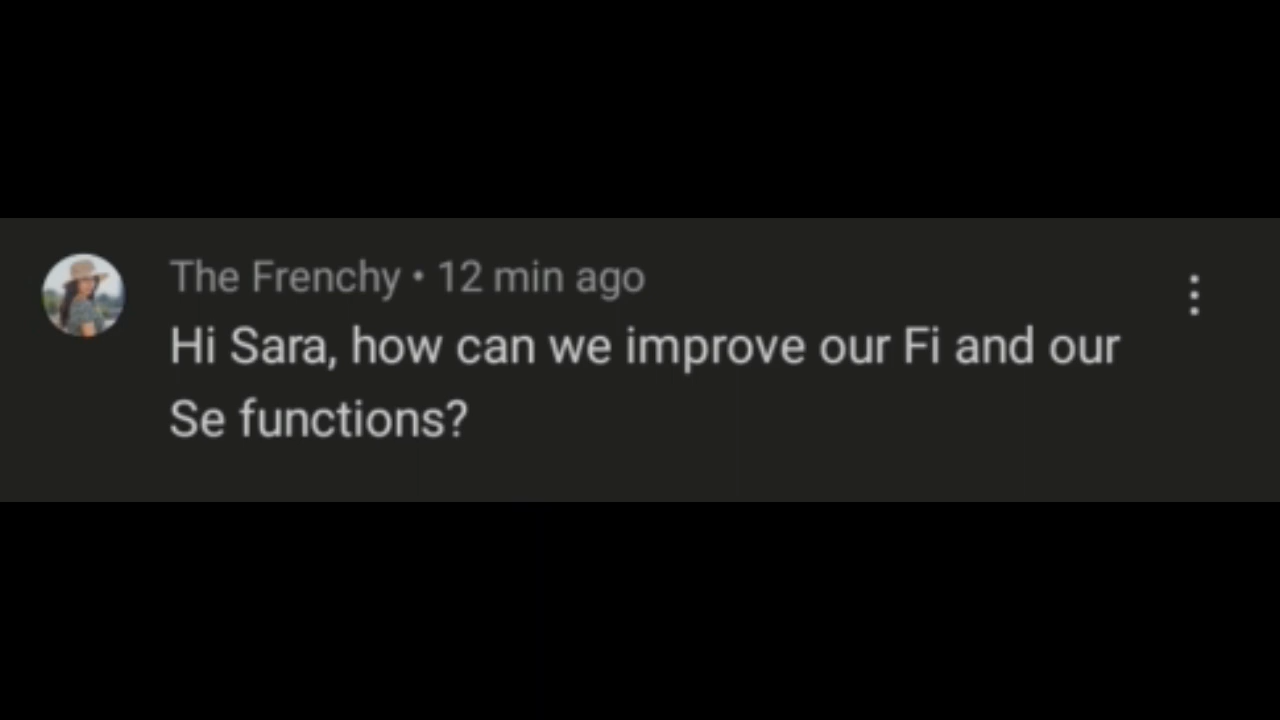 The Frenchy • 12 min ago
Hi Sara, how can we improve our Fi and our
Se functions?